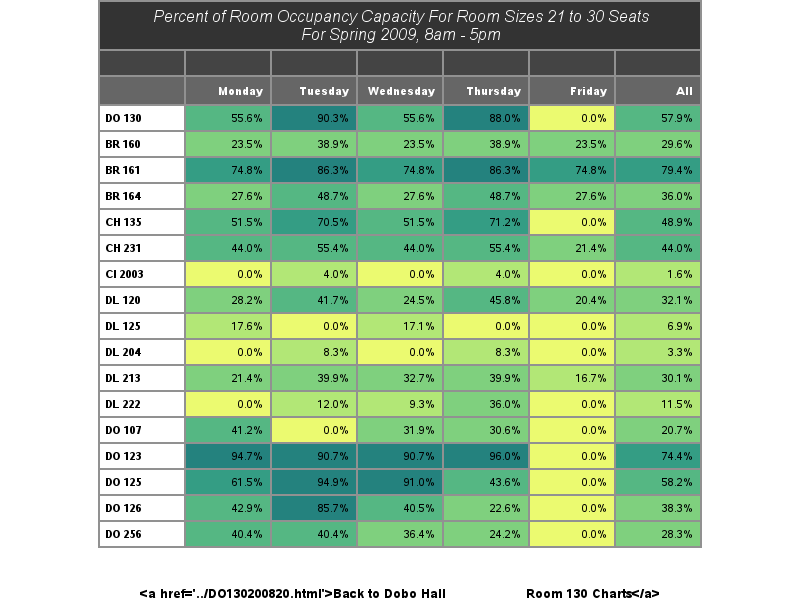 Percent of Room Occupancy Capacity For Room Sizes 21 to 30 Seats
For Spring 2009, 8am - 5pm
Monday Tuesday Wednesday Thursday Friday All
DO 130 55.6% 90.3% 55.6% 88.0% 0.0% 57.9%
BR 160 23.5% 38.9% 23.5% 38.9% 23.5% 29.6%
BR 161 74.8% 86.3% 74.8% 86.3% 74.8% 79.4%
BR 164 27.6% 48.7% 27.6% 48.7% 27.6% 36.0%
CH 135 51.5% 70.5% 51.5% 71.2% 0.0% 48.9%
CH 231 44.0% 55.4% 44.0% 55.4% 21.4% 44.0%
CI 2003 0.0% 4.0% 0.0% 4.0% 0.0% 1.6%
DL 120 28.2% 41.7% 24.5% 45.8% 20.4% 32.1%
DL 125 17.6% 0.0% 17.1% 0.0% 0.0% 6.9%
DL 204 0.0% 8.3% 0.0% 8.3% 0.0% 3.3%
DL 213 21.4% 39.9% 32.7% 39.9% 16.7% 30.1%
DL 222 0.0% 12.0% 9.3% 36.0% 0.0% 11.5%
DO 107 41.2% 0.0% 31.9% 30.6% 0.0% 20.7%
DO 123 94.7% 90.7% 90.7% 96.0% 0.0% 74.4%
DO 125 61.5% 94.9% 91.0% 43.6% 0.0% 58.2%
DO 126 42.9% 85.7% 40.5% 22.6% 0.0% 38.3%
DO 256 40.4% 40.4% 36.4% 24.2% 0.0% 28.3%
<a href='../DO130200820.html'>Back to Dobo Hall Room 130 Charts</a>